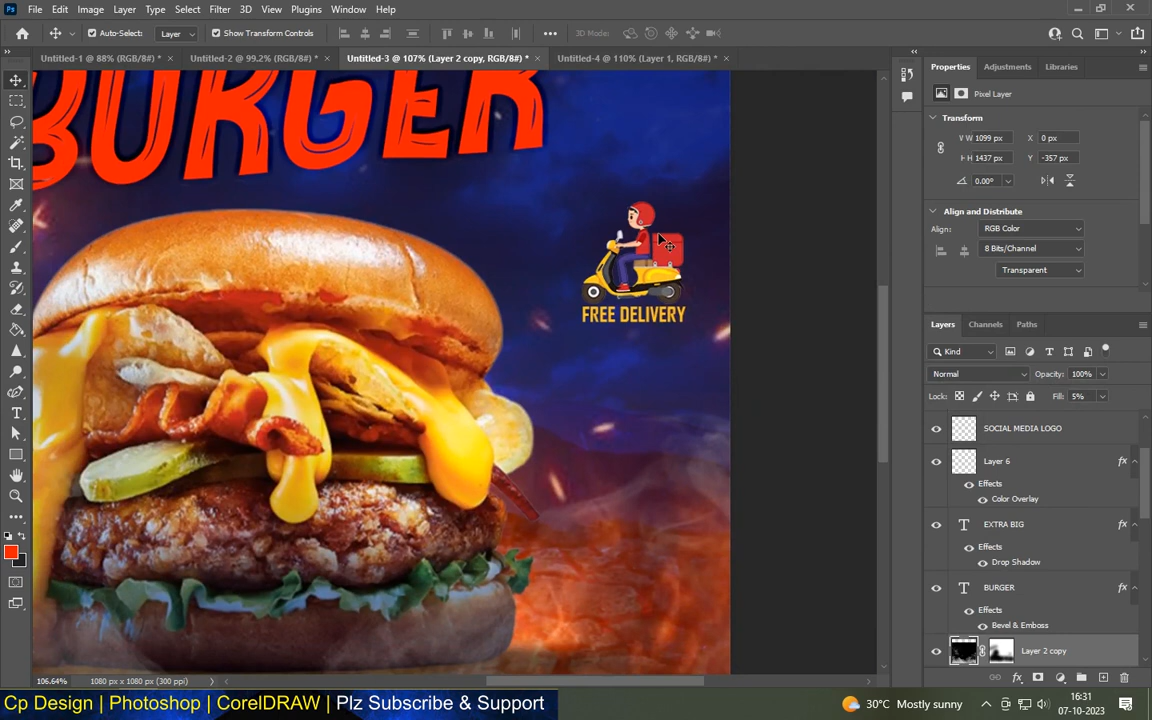 Ps File Edit Image Layer Type Select Filter 3D View Plugins Window Help
Auto-Select: Layer Show Transform Controls 3D Mode:
Untitled-1 @ 88% (RGB/8#) * × Untitled-2 @ 99.2% (RGB/8#) * × Untitled-3 @ 107% (Layer 2 copy, RGB/8#) * × Untitled-4 @ 110% (Layer 1, RGB/8#) * ×
Properties Adjustments Libraries
Pixel Layer
Transform
W 1099 px X 0 px
H 1437 px Y -357 px
0.00°
Align and Distribute
Align: RGB Color
8 Bits/Channel
Transparent
BURGER
FREE DELIVERY
Layers Channels Paths
Kind
Normal Opacity: 100%
Lock: Fill: 5%
SOCIAL MEDIA LOGO
Layer 6 fx
Effects
Color Overlay
T EXTRA BIG fx
Effects
Drop Shadow
T BURGER fx
Effects
Bevel & Emboss
Layer 2 copy
106.64% 1080 px x 1080 px (300 ppi)
Cp Design | Photoshop | CorelDRAW | Plz Subscribe & Support
30°C Mostly sunny
16:31
07-10-2023